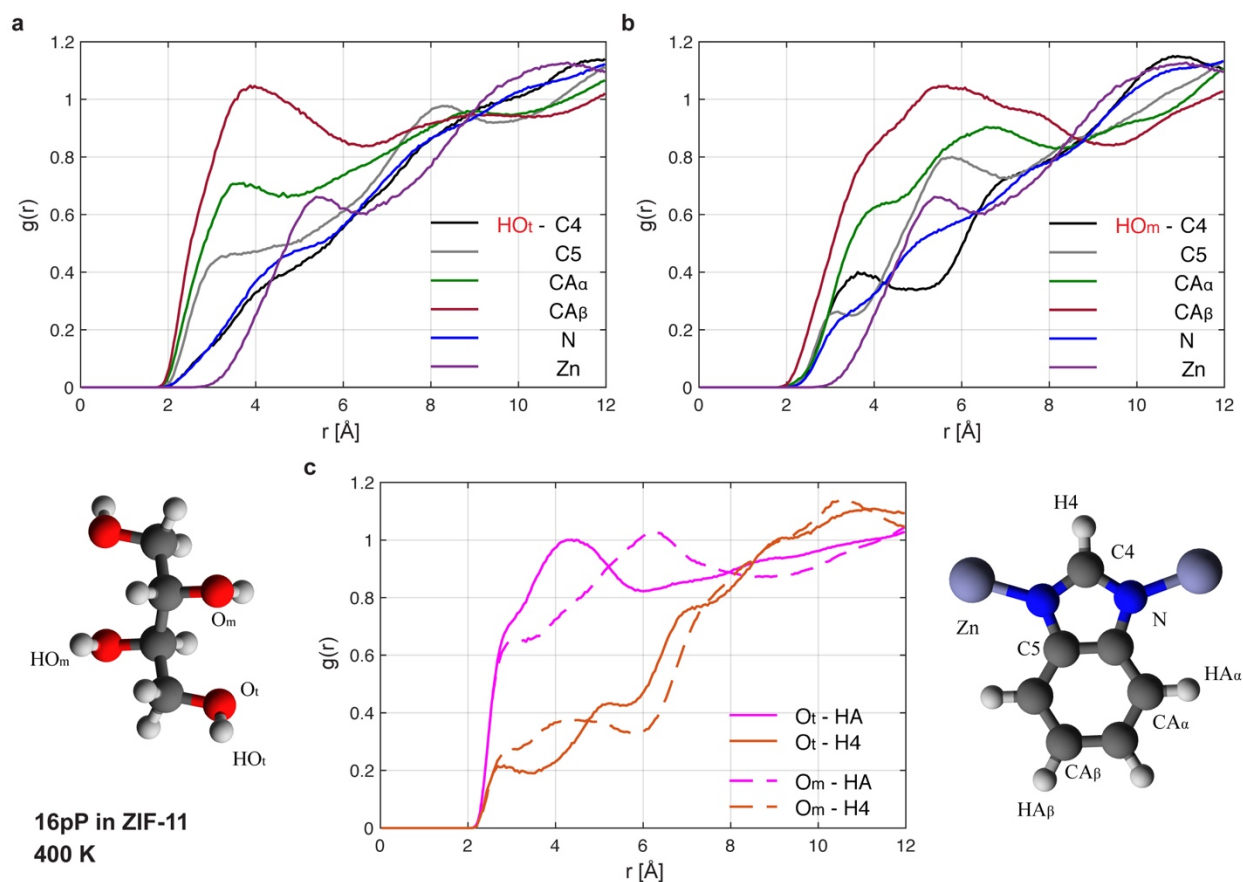 a
1.2
1
0.8
0.6
0.4
0.2
0
g(r)
0 2 4 6 8 10 12
r [Å]
HOt - C4
C5
CAα
CAβ
N
Zn
b
1.2
1
0.8
0.6
0.4
0.2
0
g(r)
0 2 4 6 8 10 12
r [Å]
HOm - C4
C5
CAα
CAβ
N
Zn
Om
HOm
Ot
HOt
16pP in ZIF-11
400 K
c
1.2
1
0.8
0.6
0.4
0.2
0
g(r)
0 2 4 6 8 10 12
r [Å]
Ot - HA
Ot - H4
Om - HA
Om - H4
H4
C4
Zn
N
C5
HAα
CAα
CAβ
HAβ